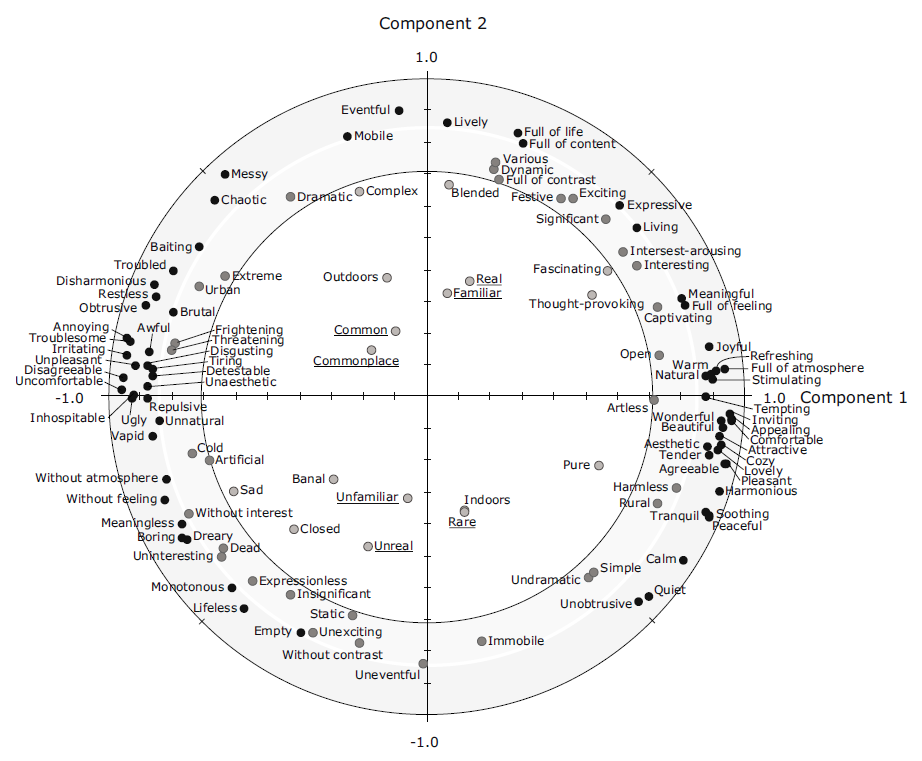 Component 2
1.0
Eventful
Lively
Mobile
Full of life
Full of content
Various
Dynamic
Full of contrast
Messy
Chaotic
Dramatic
Complex
Blended
Festive
Exciting
Expressive
Significant
Living
Baiting
Intersest-arousing
Interesting
Troubled
Fascinating
Disharmonious
Extreme
Outdoors
Real
Restless
Urban
Familiar
Meaningful
Obtrusive
Brutal
Thought-provoking
Full of feeling
Captivating
Annoying
Awful
Frightening
Common
Troublesome
Threatening
Irritating
Disgusting
Joyful
Unpleasant
Tiring
Commonplace
Open
Refreshing
Disagreeable
Detestable
Warm
Full of atmosphere
Uncomfortable
Unaesthetic
Natural
Stimulating
-1.0
1.0
Component 1
Inhospitable
Repulsive
Artless
Tempting
Ugly
Unnatural
Wonderful
Inviting
Beautiful
Appealing
Vapid
Comfortable
Aesthetic
Attractive
Cold
Tender
Cozy
Artificial
Pure
Agreeable
Lovely
Without atmosphere
Banal
Pleasant
Sad
Harmless
Harmonious
Without feeling
Unfamiliar
Indoors
Rural
Without interest
Rare
Tranquil
Soothing
Meaningless
Closed
Peaceful
Boring
Dreary
Dead
Unreal
Uninteresting
Calm
Simple
Monotonous
Expressionless
Undramatic
Quiet
Insignificant
Unobtrusive
Lifeless
Static
Empty
Unexciting
Immobile
Without contrast
Uneventful
-1.0